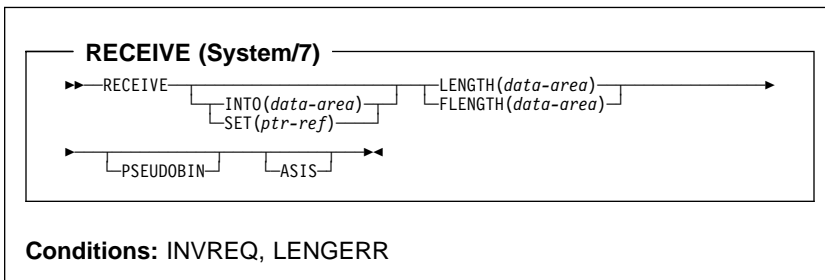 RECEIVE (System/7)
RECEIVE LENGTH(data-area)
INTO(data-area) FLENGTH(data-area)
SET(ptr-ref)
PSEUDOBIN ASIS
Conditions: INVREQ, LENGERR